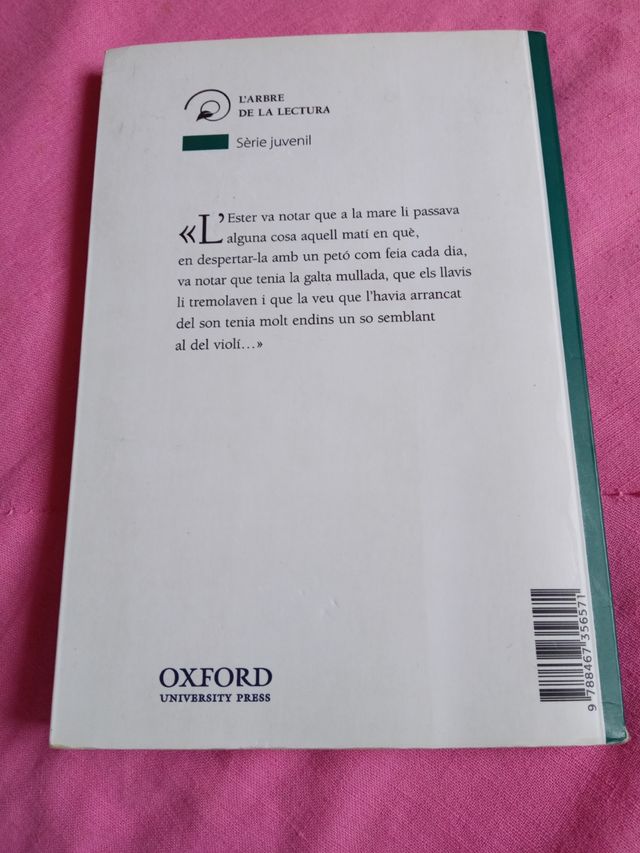 L'ARBRE
DE LA LECTURA
Sèrie juvenil
«L'Ester va notar que a la mare li passava
alguna cosa aquell matí en què,
en despertar-la amb un petó com feia cada dia,
va notar que tenia la galta mullada, que els llavis
li tremolaven i que la veu que l'havia arrancat
del son tenia molt endins un so semblant
al del violí...»
OXFORD
UNIVERSITY PRESS
9 788467 356571